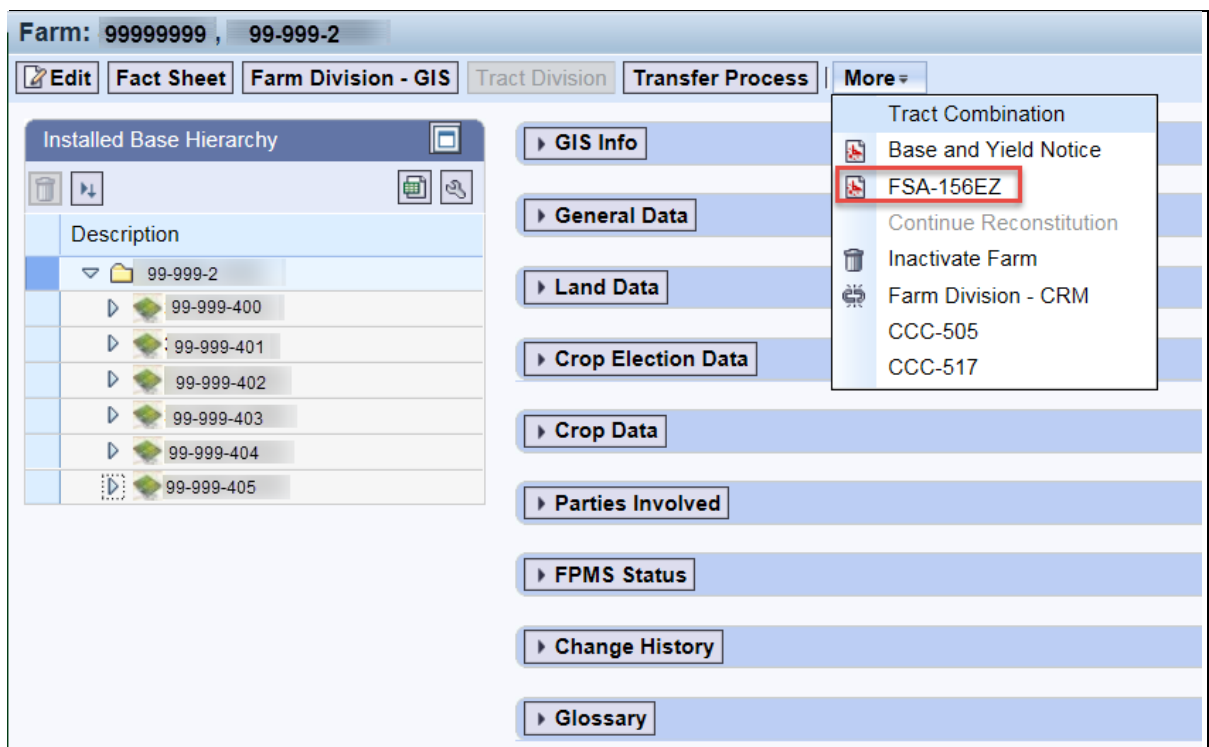 Farm: 99999999 , 99-999-2
Edit Fact Sheet Farm Division - GIS Tract Division Transfer Process | More
Tract Combination
Base and Yield Notice
FSA-156EZ
Continue Reconstitution
Inactivate Farm
Farm Division - CRM
CCC-505
CCC-517
Installed Base Hierarchy
Description
99-999-2
99-999-400
99-999-401
99-999-402
99-999-403
99-999-404
99-999-405
GIS Info
General Data
Land Data
Crop Election Data
Crop Data
Parties Involved
FPMS Status
Change History
Glossary